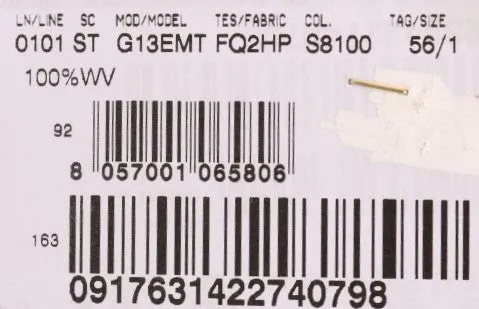 LN/LINE SC MOD/MODEL TES/FABRIC COL. TAG/SIZE
0101 ST G13EMT FQ2HP S8100 56/1
100%WV
92
8 057001 065806
163
0917631422740798